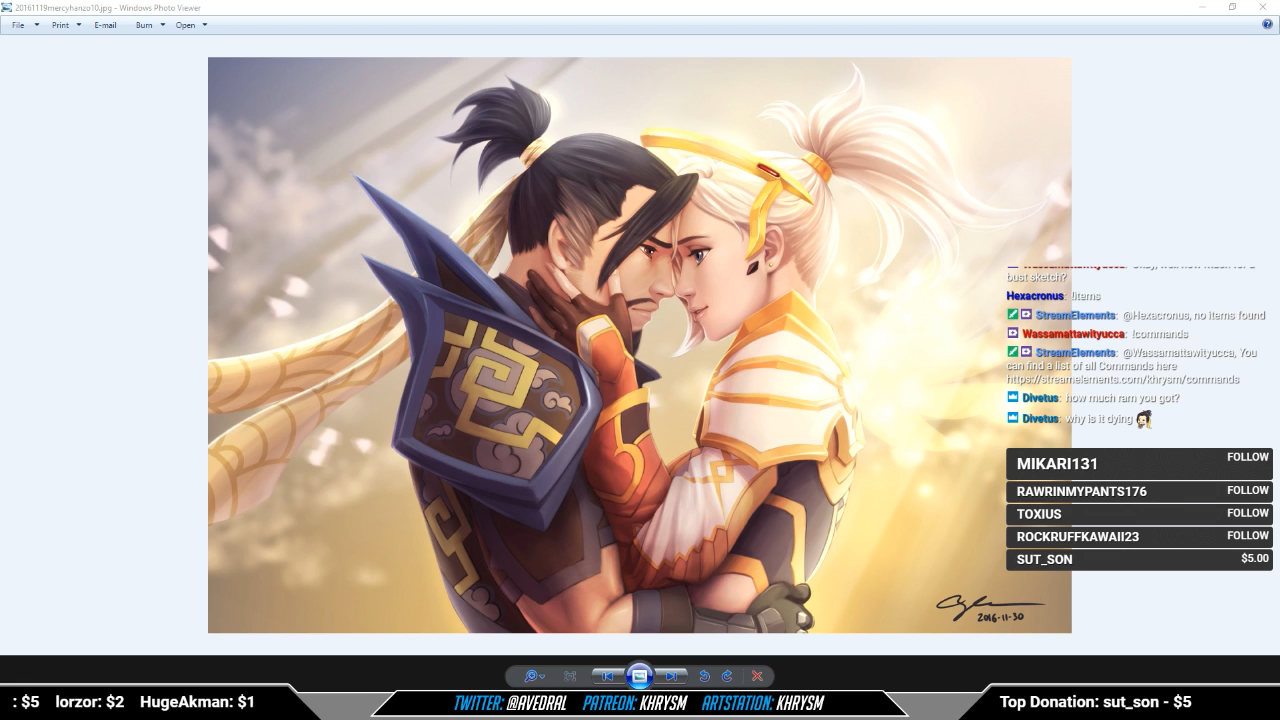 20161119mercyhanzo10.jpg - Windows Photo Viewer
File Print E-mail Burn Open
bust sketch?
Hexacronus: !items
StreamElements: @Hexacronus, no items found
Wassamattawityucca: !commands
StreamElements: @Wassamattawityucca, You
can find a list of all Commands here
https://streamelements.com/khrysm/commands
Divetus: how much ram you got?
Divetus: why is it dying
MIKARI131 FOLLOW
RAWRINMYPANTS176 FOLLOW
TOXIUS FOLLOW
ROCKRUFFKAWAII23 FOLLOW
SUT_SON $5.00
2016-11-30
: $5 lorzor: $2 HugeAkman: $1
TWITTER: @AVEDRAL PATREON: KHRYSM ARTSTATION: KHRYSM
Top Donation: sut_son - $5